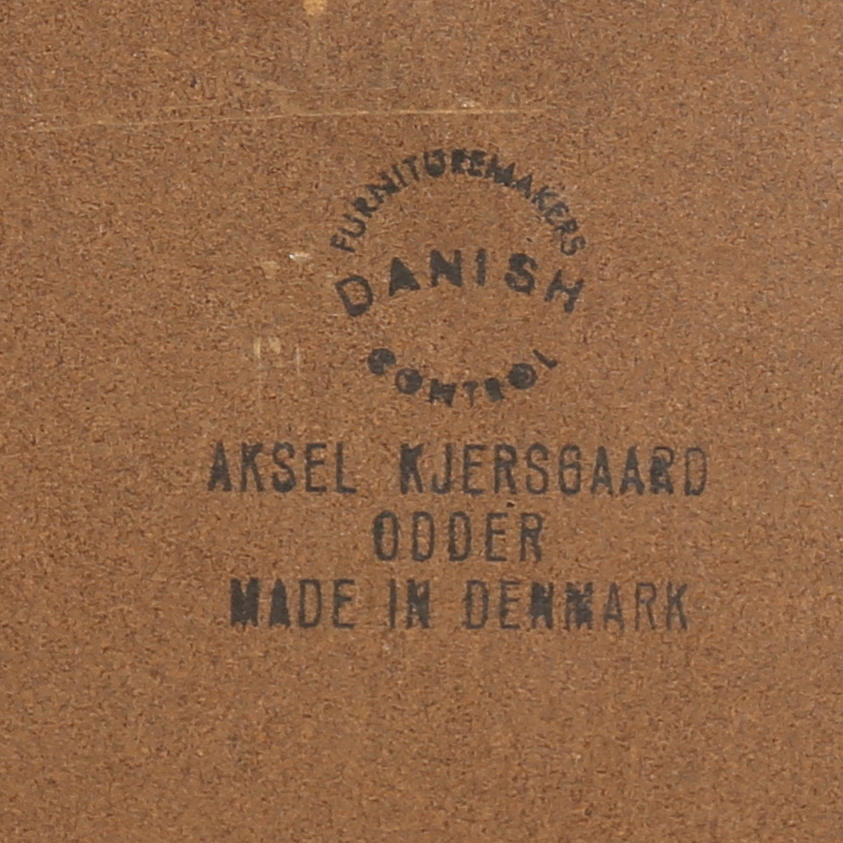 FURNITUREMAKERS
DANISH
CONTROL
AKSEL KJERSGAARD
ODDER
MADE IN DENMARK